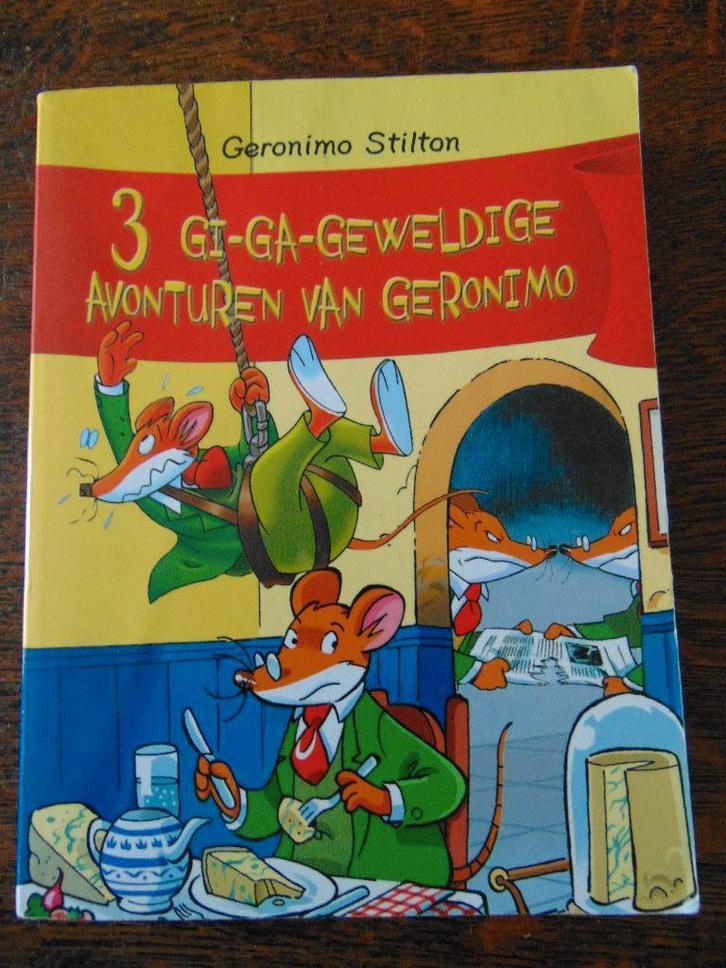 Geronimo Stilton
3 GI-GA-GEWELDIGE
AVONTUREN VAN GERONIMO